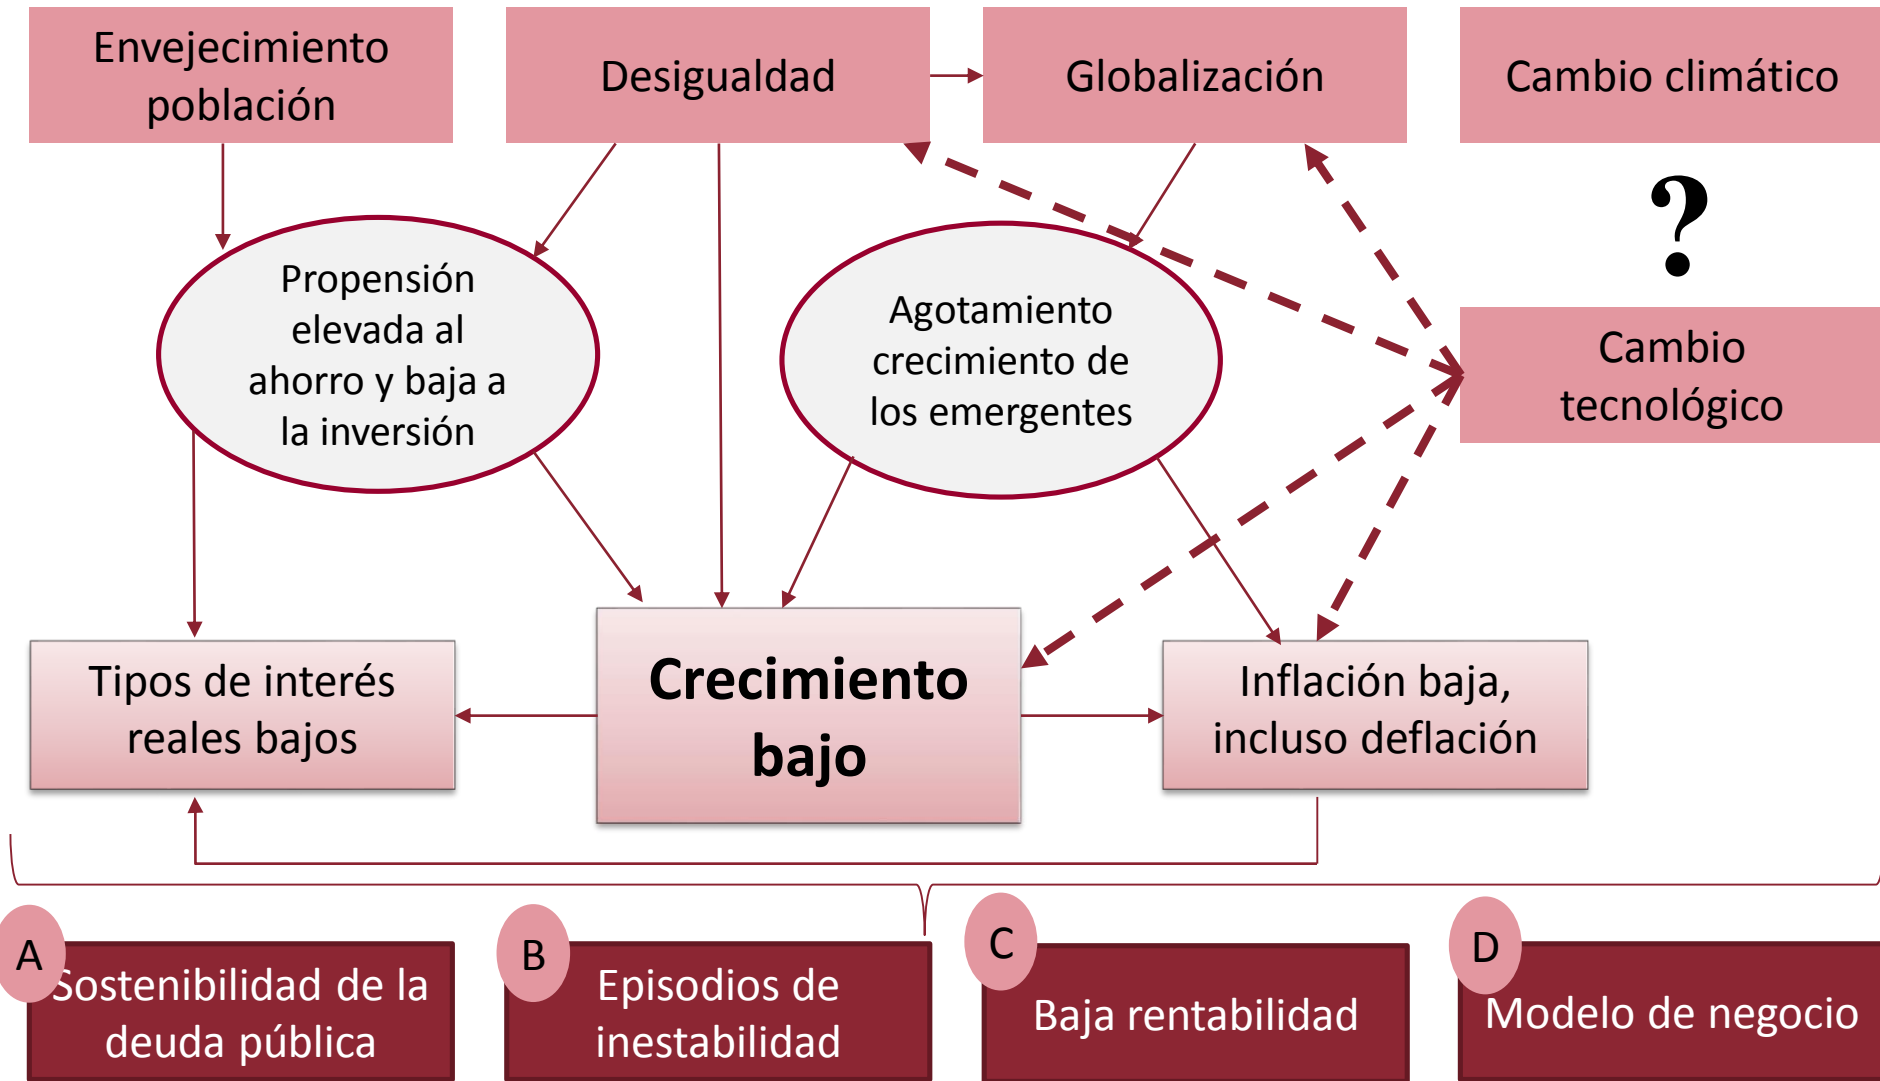 Envejecimiento
población
Desigualdad
Globalización
Cambio climático
?
Propensión
elevada al
ahorro y baja a
la inversión
Agotamiento
crecimiento de
los emergentes
Cambio
tecnológico
Tipos de interés
reales bajos
Crecimiento
bajo
Inflación baja,
incluso deflación
A
Sostenibilidad de la
deuda pública
B
Episodios de
inestabilidad
C
Baja rentabilidad
D
Modelo de negocio